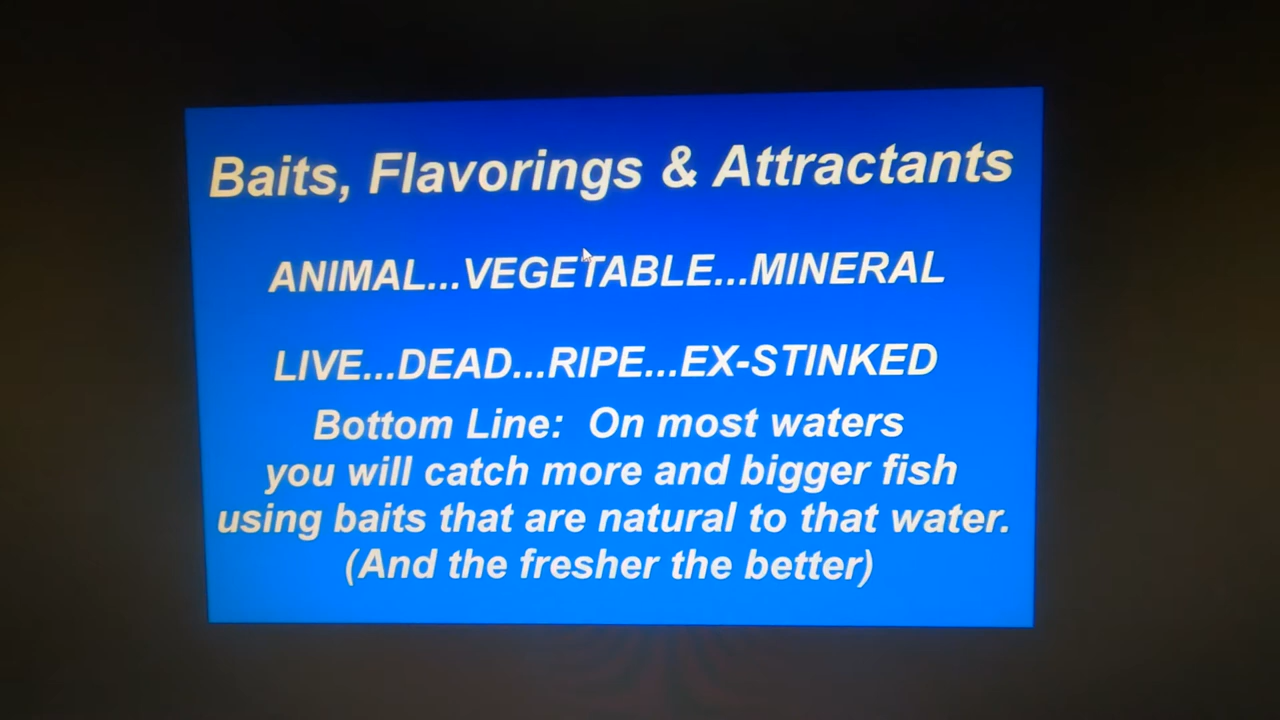 Baits, Flavorings & Attractants
ANIMAL...VEGETABLE...MINERAL
LIVE...DEAD...RIPE...EX-STINKED
Bottom Line: On most waters
you will catch more and bigger fish
using baits that are natural to that water.
(And the fresher the better)